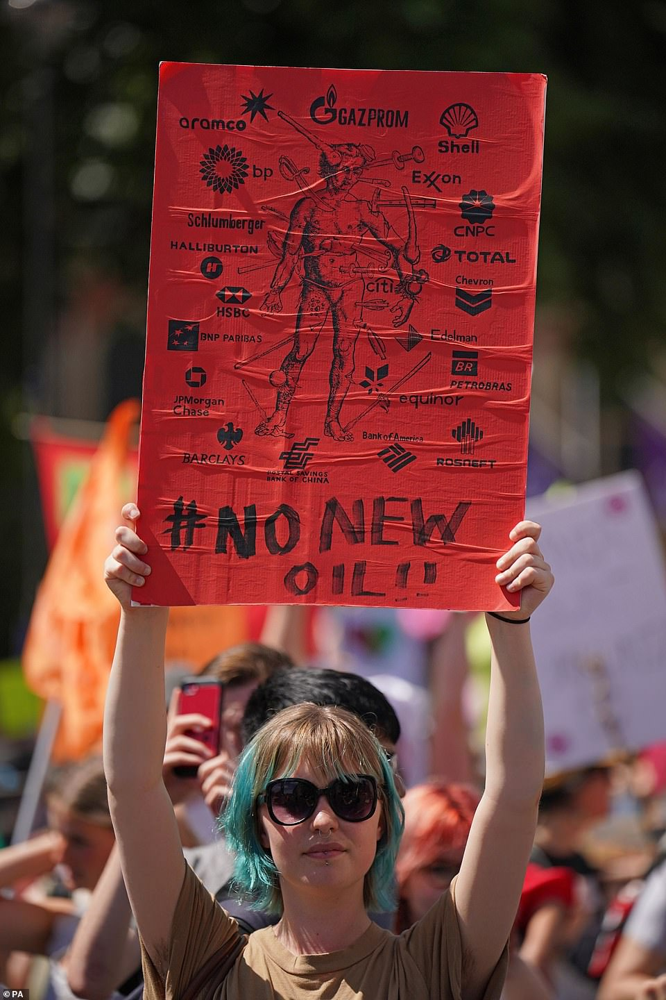 aramco
GAZPROM
Shell
bp
Exxon
CNPC
Schlumberger
HALLIBURTON
H
TOTAL
Chevron
citi
HSBC
BNP PARIBAS
Edelman
BR
PETROBRAS
JPMorgan
Chase
equinor
Bank of America
BARCLAYS
ROSNEFT
POSTAL SAVINGS
BANK OF CHINA
#NO NEW
OIL!!
© PA